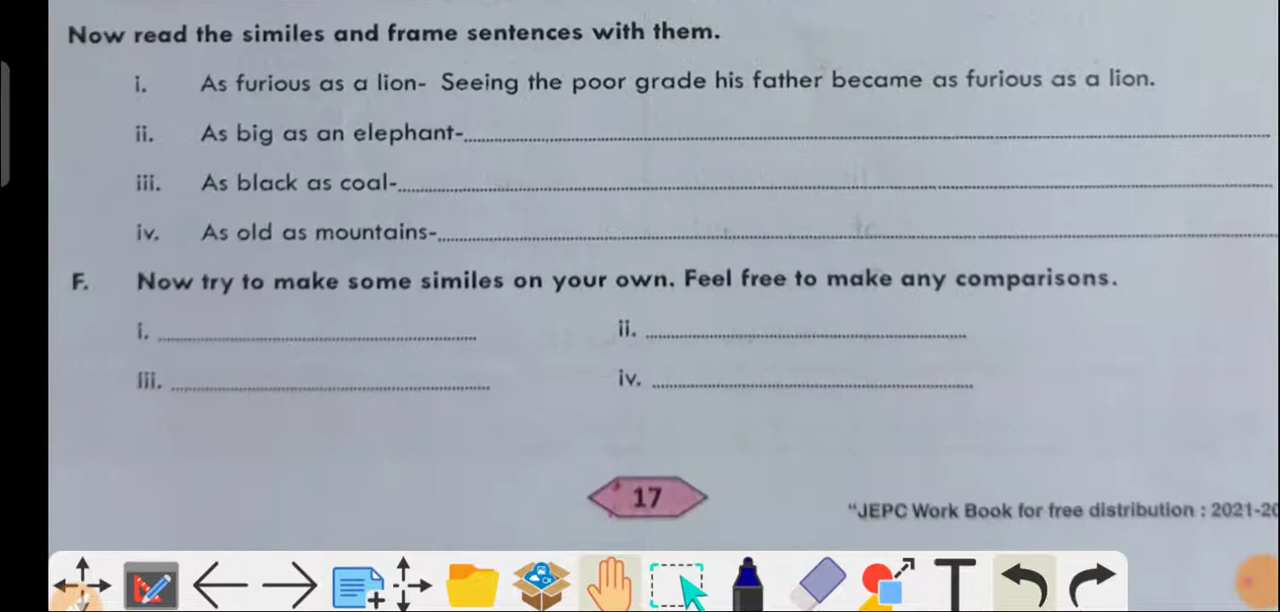 Now read the similes and frame sentences with them.
i. As furious as a lion- Seeing the poor grade his father became as furious as a lion.
ii. As big as an elephant-
iii. As black as coal-
iv. As old as mountains-
F. Now try to make some similes on your own. Feel free to make any comparisons.
i. ii.
iii. iv.
17
"JEPC Work Book for free distribution : 2021-20